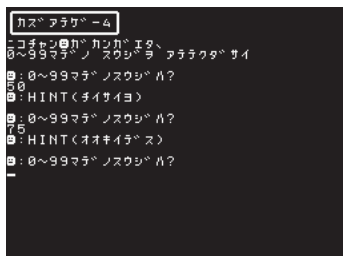 カズアテゲーム
ニコチャン☻ガ カンガエタ、
0~99マデノ スウジヲ アテテクダサイ
☻:0~99マデノスウジハ?
50
☻:HINT(チイサイヨ)
☻:0~99マデノスウジハ?
75
☻:HINT(オオキイデス)
☻:0~99マデノスウジハ?